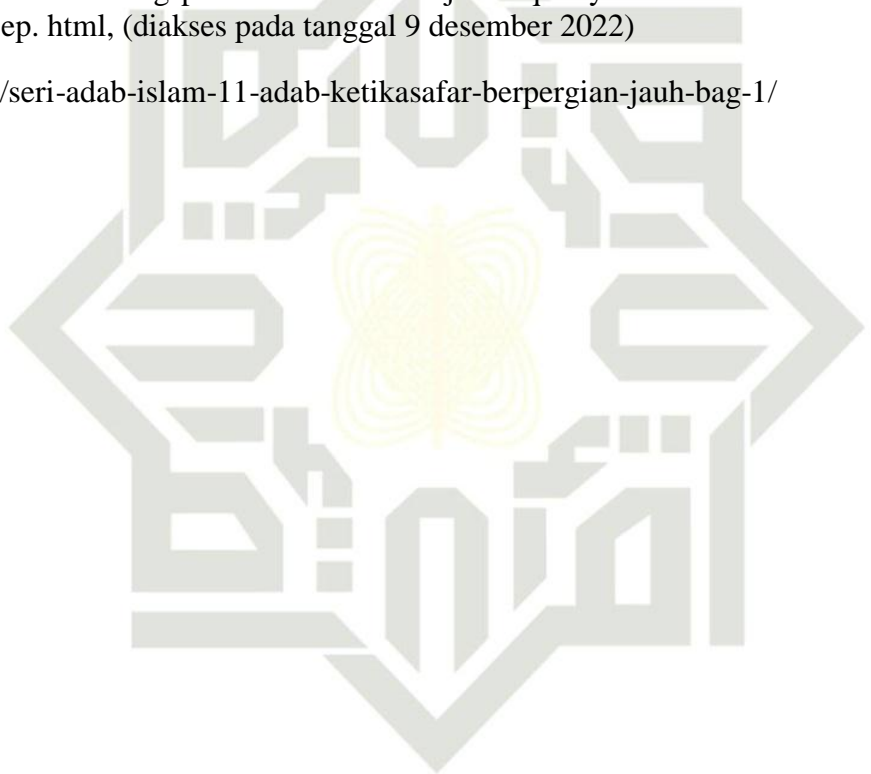 ep. html, (diakses pada tanggal 9 desember 2022)
/seri-adab-islam-11-adab-ketikasafar-berpergian-jauh-bag-1/